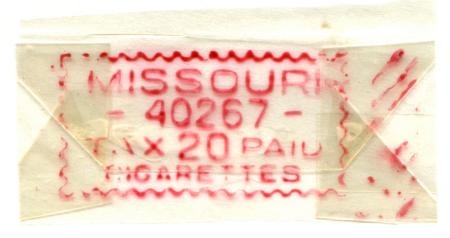 MISSOURI
- 40267 -
TAX 20 PAID
CIGARETTES